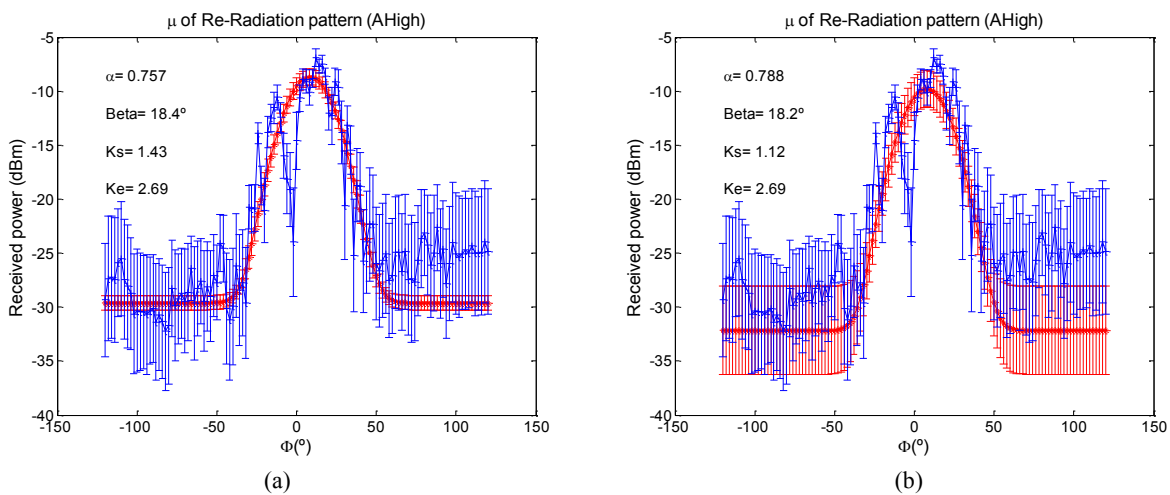 μ of Re-Radiation pattern (AHigh)
α= 0.757
Beta= 18.4º
Ks= 1.43
Ke= 2.69
Received power (dBm)
-5
-10
-15
-20
-25
-30
-35
-40
-150 -100 -50 0 50 100 150
Φ(º)
(a)
μ of Re-Radiation pattern (AHigh)
α= 0.788
Beta= 18.2º
Ks= 1.12
Ke= 2.69
Received power (dBm)
-5
-10
-15
-20
-25
-30
-35
-40
-150 -100 -50 0 50 100 150
Φ(º)
(b)